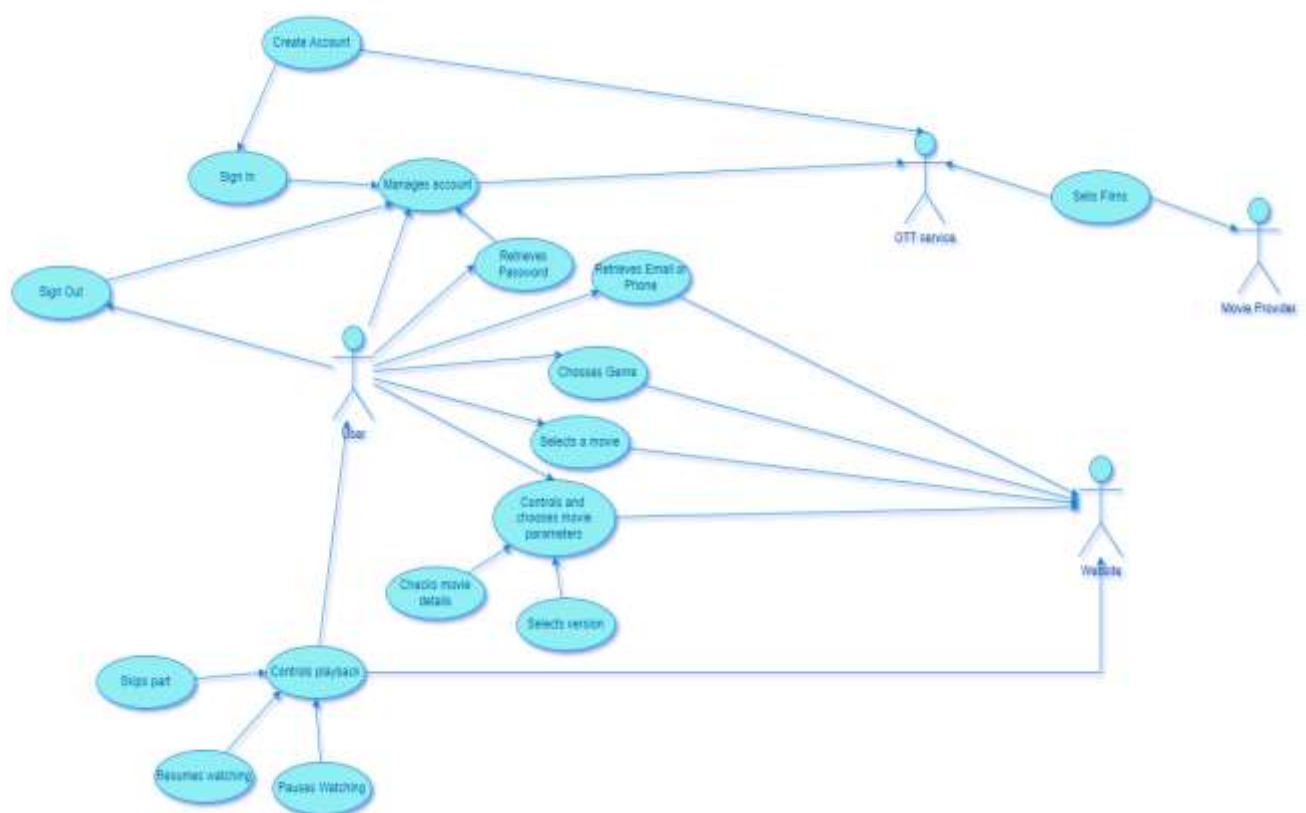 Create Account
Sign In
Manages account
Sells Films
OTT service
Retrieves
Password
Retrieves Email or
Phone
Sign Out
Movie Provider
Chosses Genre
User
Selects a movie
Controls and
chooses movie
parameters
Website
Checks movie
details
Selects version
Controls playback
Skips part
Resumes watching
Pauses Watching